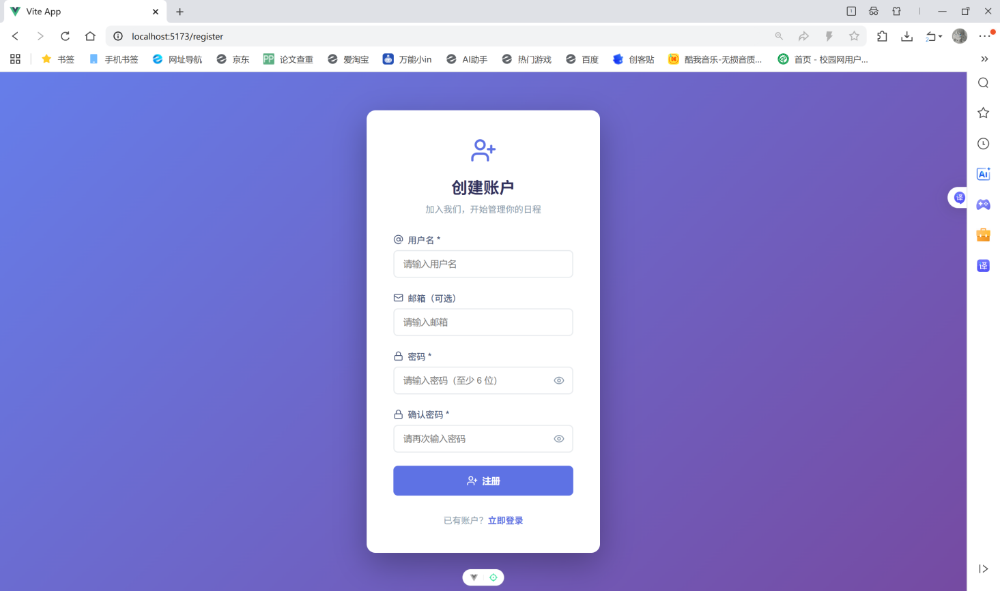 Vite App
localhost:5173/register
书签
手机书签
网址导航
京东
PP
论文查重
爱淘宝
万能小in
AI助手
热门游戏
百度
创客贴
酷我音乐-无损音质...
首页 - 校园网用户...
创建账户
加入我们，开始管理你的日程
用户名 *
请输入用户名
邮箱（可选）
请输入邮箱
密码 *
请输入密码（至少 6 位）
确认密码 *
请再次输入密码
注册
已有账户？立即登录
译
AI
译